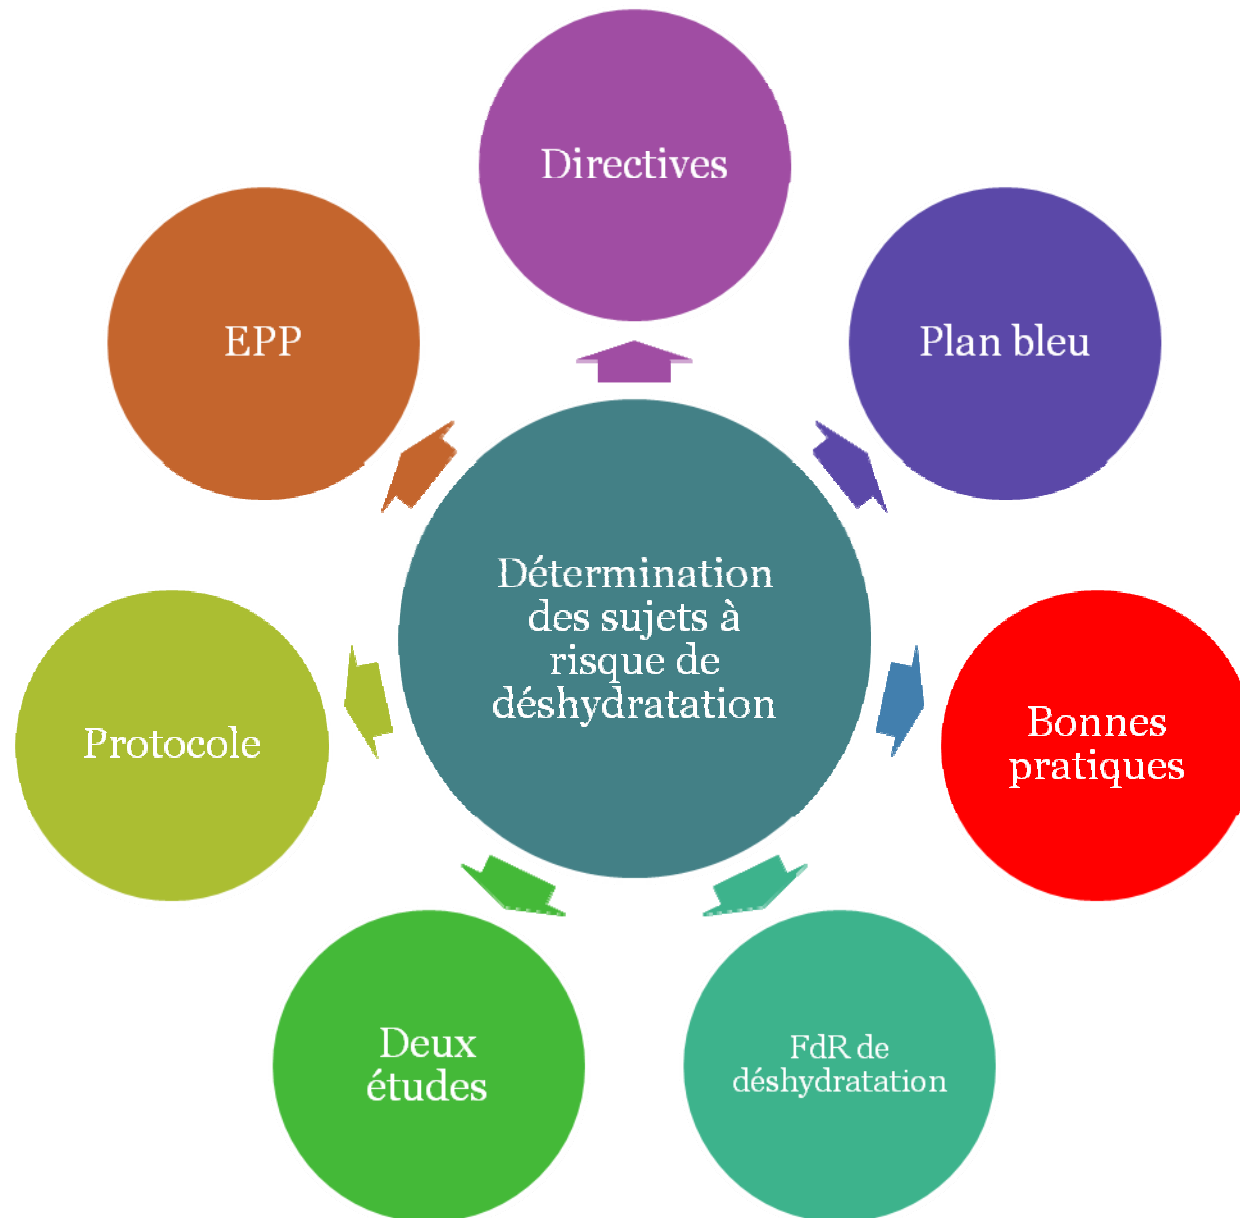 Directives
EPP
Plan bleu
Détermination
des sujets à
risque de
déshydratation
Protocole
Bonnes
pratiques
Deux
études
FdR de
déshydratation